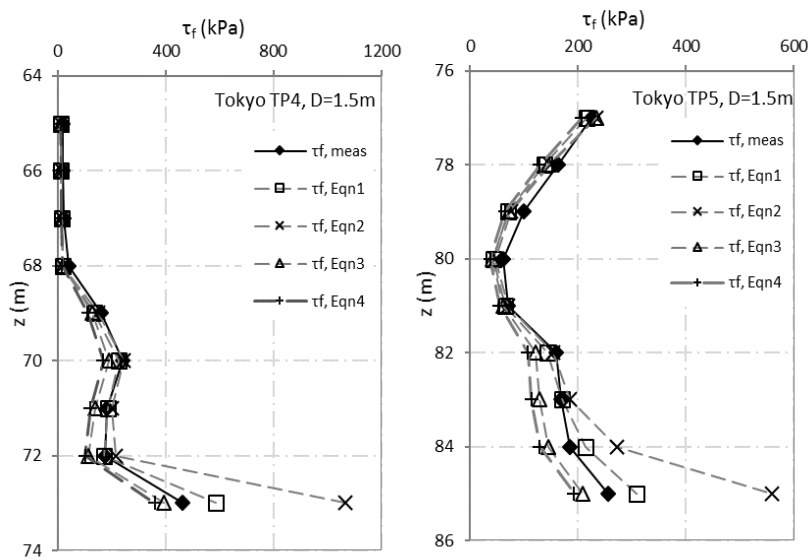 τf (kPa)
0 400 800 1200
64
66
68
70
72
74
z (m)
Tokyo TP4, D=1.5m
τf, meas
τf, Eqn1
τf, Eqn2
τf, Eqn3
τf, Eqn4
τf (kPa)
0 200 400 600
76
78
80
82
84
86
z (m)
Tokyo TP5, D=1.5m
τf, meas
τf, Eqn1
τf, Eqn2
τf, Eqn3
τf, Eqn4